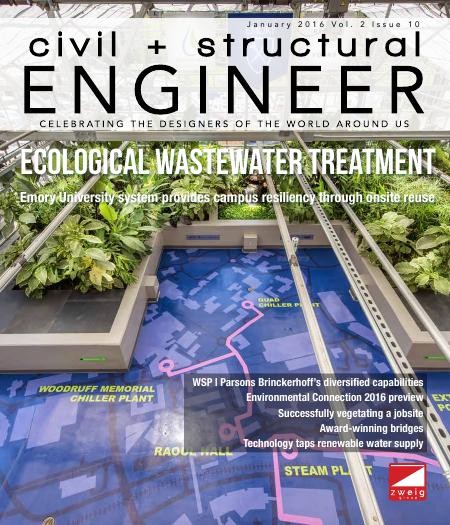 January 2016 Vol. 2 Issue 10
civil + structural
ENGINEER
CELEBRATING THE DESIGNERS OF THE WORLD AROUND US
ECOLOGICAL WASTEWATER TREATMENT
Emory University system provides campus resiliency through onsite reuse
QUAD
CHILLER PLANT
WOODRUFF MEMORIAL
CHILLER PLANT
WSP | Parsons Brinckerhoff's diversified capabilities
Environmental Connection 2016 preview
Successfully vegetating a jobsite
Award-winning bridges
Technology taps renewable water supply
RAOUL HALL
STEAM PLANT
zweig
group